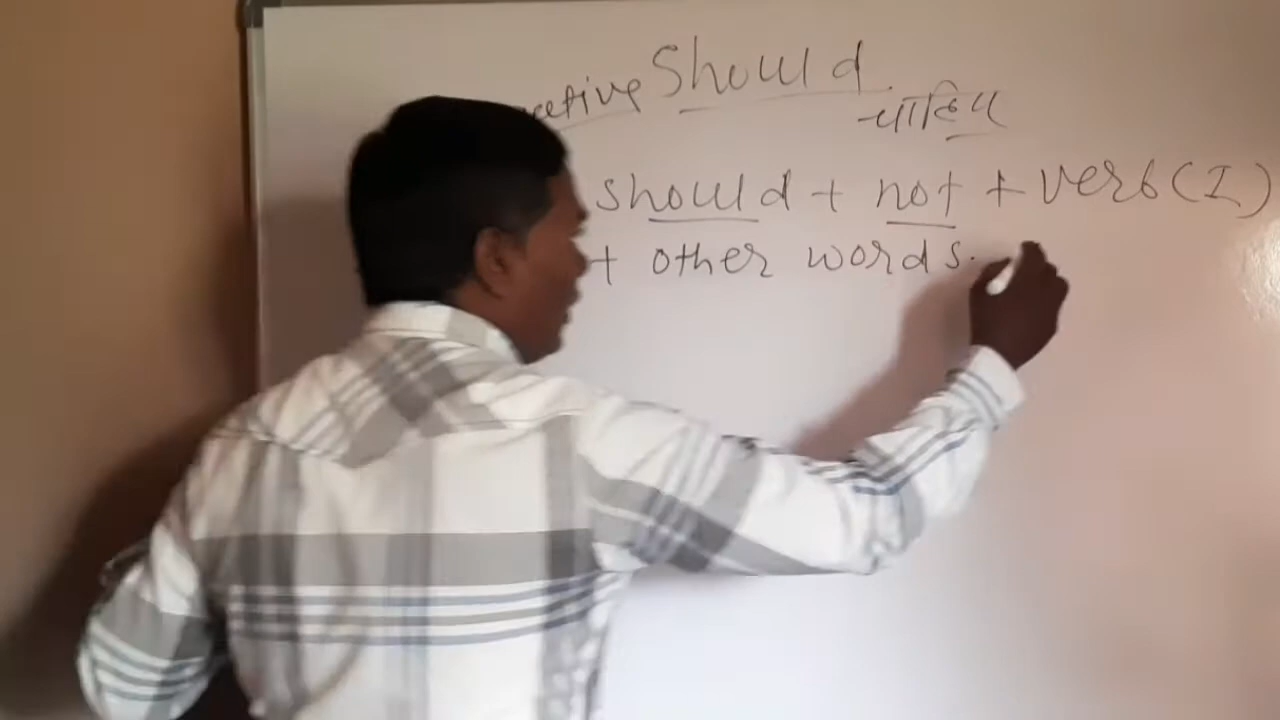 Should
चाहिए
should + not + verb (I)
+ other words.